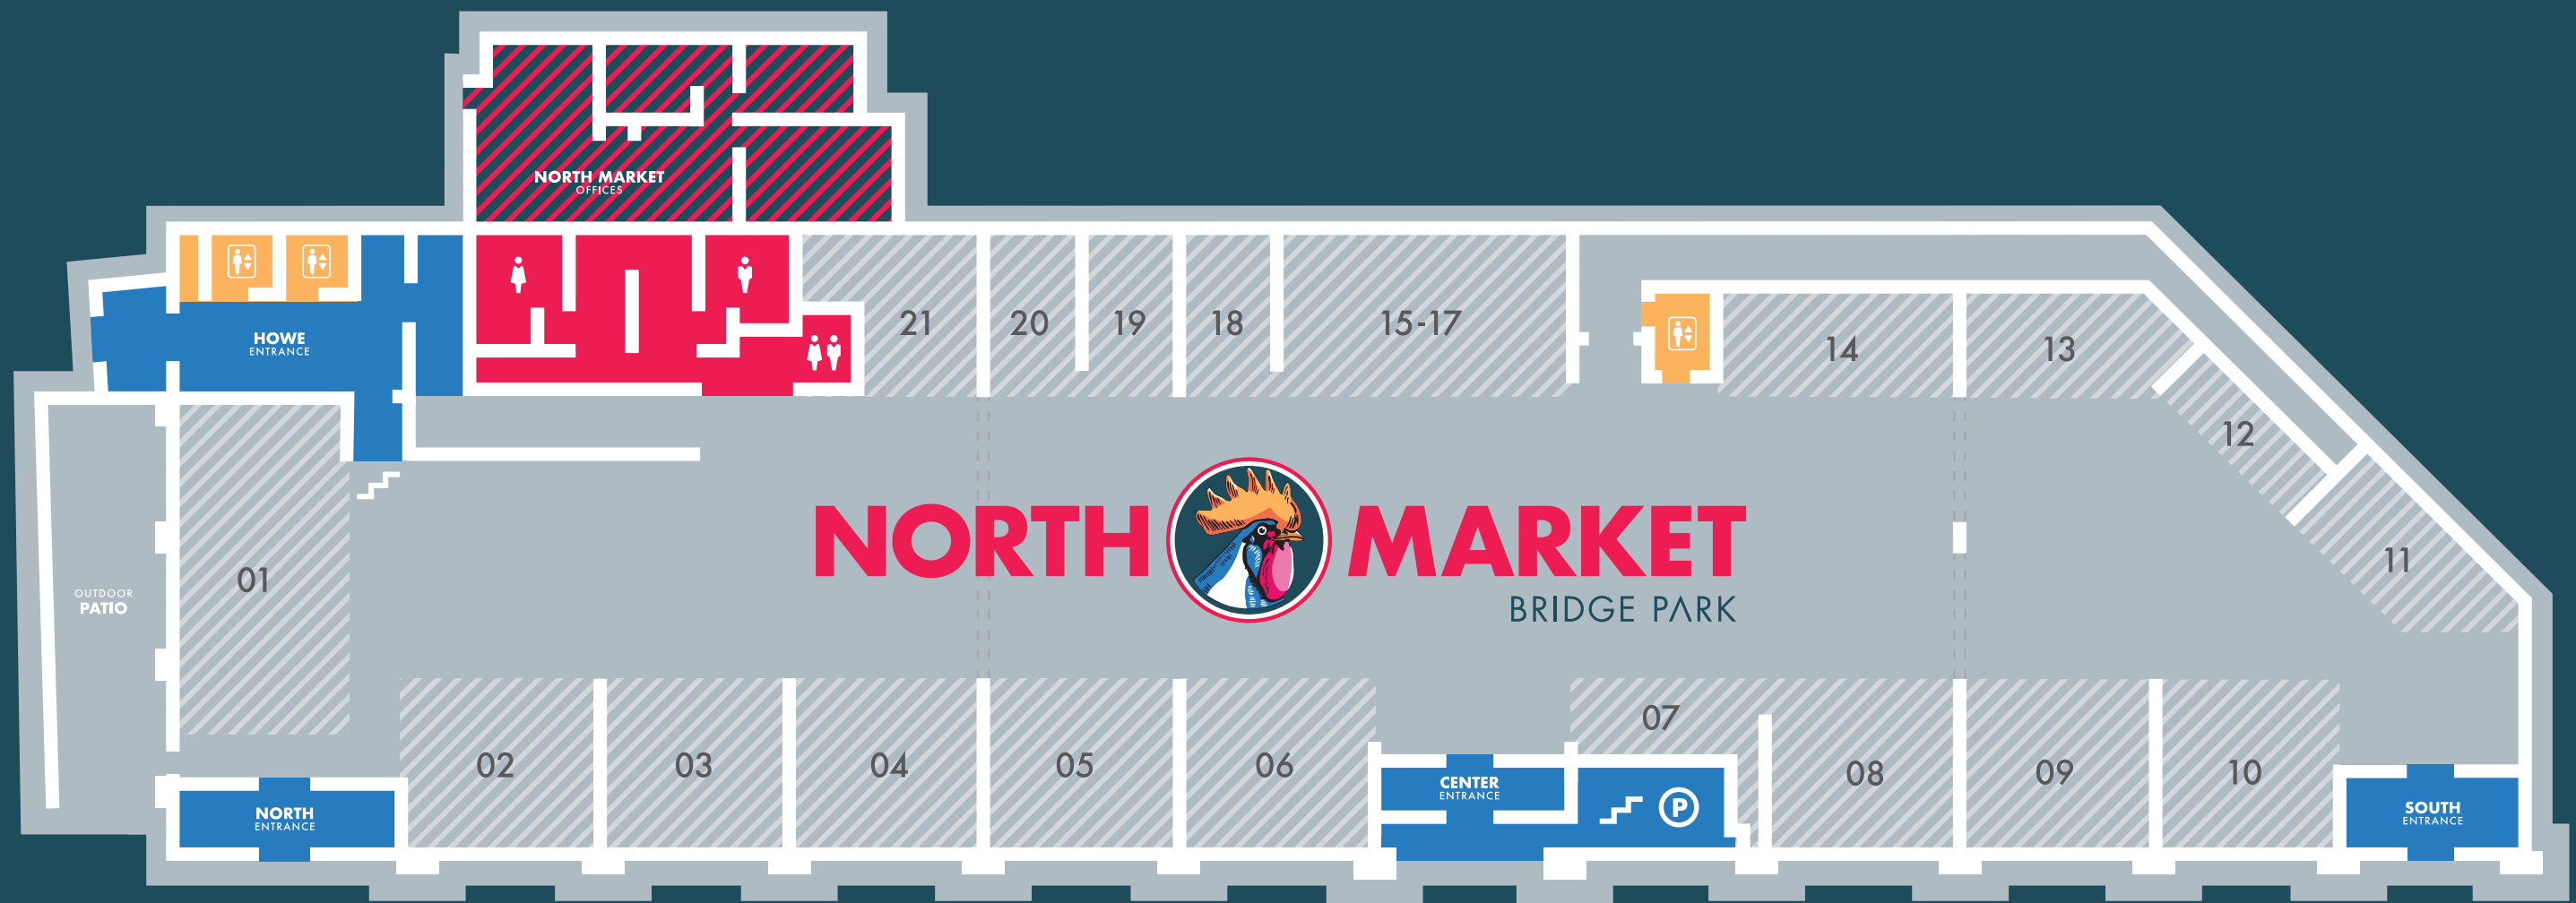 NORTH MARKET
OFFICES
HOWE
ENTRANCE
21
20
19
18
15-17
14
13
12
11
01
OUTDOOR
PATIO
NORTH MARKET
BRIDGE PARK
02
03
04
05
06
07
08
09
10
NORTH
ENTRANCE
CENTER
ENTRANCE
P
SOUTH
ENTRANCE